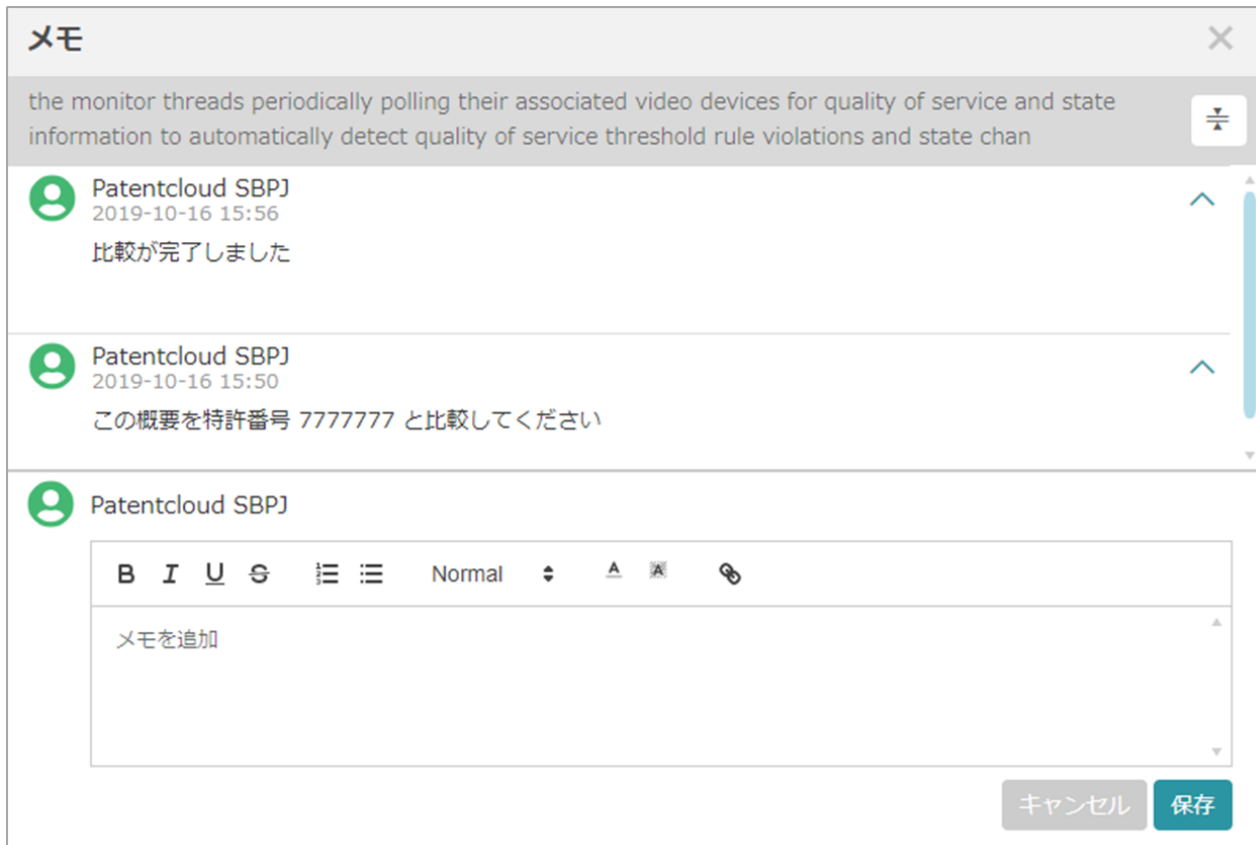 メモ
the monitor threads periodically polling their associated video devices for quality of service and state
information to automatically detect quality of service threshold rule violations and state chan
Patentcloud SBPJ
2019-10-16 15:56
比較が完了しました
Patentcloud SBPJ
2019-10-16 15:50
この概要を特許番号 7777777 と比較してください
Patentcloud SBPJ
B I U S Normal A A
メモを追加
キャンセル 保存